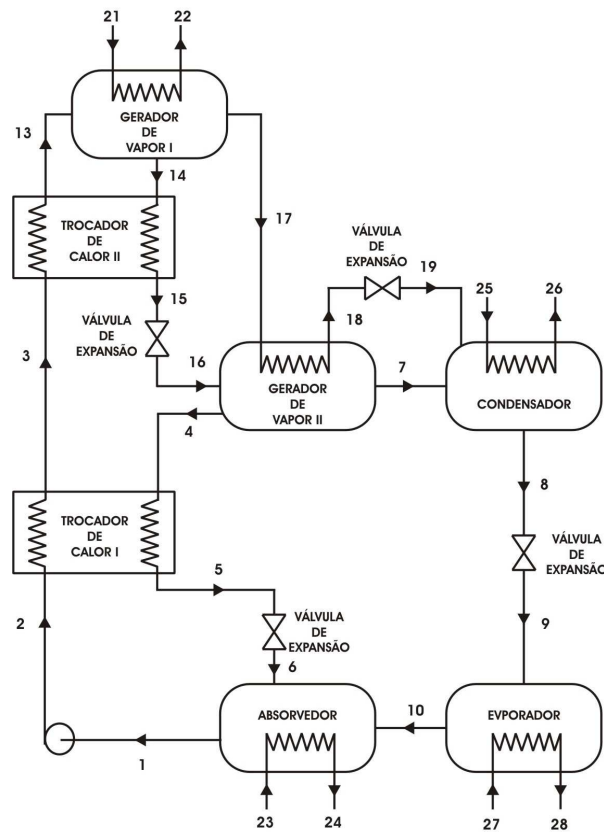 21
22
GERADOR
DE
VAPOR I
13
14
17
TROCADOR
DE
CALOR II
15
VÁLVULA
DE
EXPANSÃO
VÁLVULA
DE
EXPANSÃO
19
18
25
26
3
16
GERADOR
DE
VAPOR II
7
CONDENSADOR
4
8
TROCADOR
DE
CALOR I
5
VÁLVULA
DE
EXPANSÃO
2
VÁLVULA
DE
EXPANSÃO
9
6
ABSORVEDOR
10
EVPORADOR
1
23
24
27
28